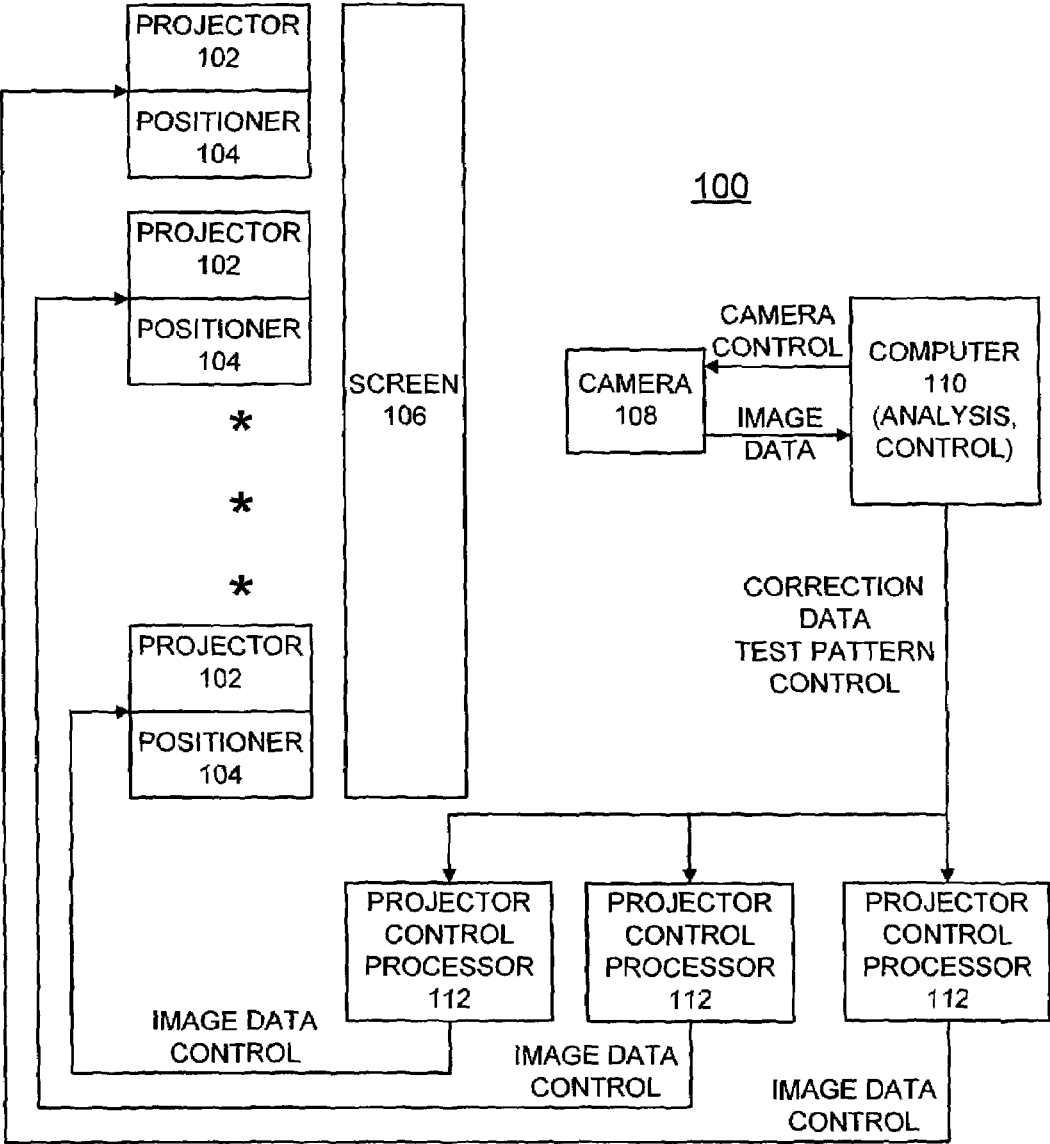 PROJECTOR
102
POSITIONER
104
PROJECTOR
102
POSITIONER
104
*
*
*
PROJECTOR
102
POSITIONER
104
SCREEN
106
100
CAMERA
108
CAMERA
CONTROL
IMAGE
DATA
COMPUTER
110
(ANALYSIS,
CONTROL)
CORRECTION
DATA
TEST PATTERN
CONTROL
PROJECTOR
CONTROL
PROCESSOR
112
PROJECTOR
CONTROL
PROCESSOR
112
PROJECTOR
CONTROL
PROCESSOR
112
IMAGE DATA
CONTROL
IMAGE DATA
CONTROL
IMAGE DATA
CONTROL